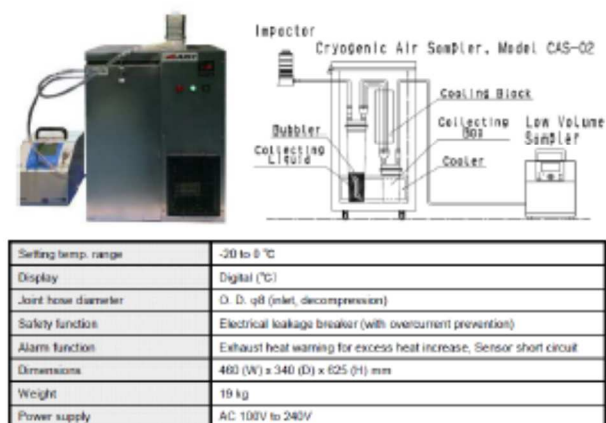 Impactor
Cryogenic Air Sampler, Model CAS-02
Cooling Block
Collecting
Box
Low Volume
Sampler
Bubbler
Collecting
Liquid
Cooler
Setting temp. range -20 to 0 ℃
Display Digital (℃)
Joint hose diameter O. D. φ8 (inlet, decompression)
Safety function Electrical leakage breaker (with overcurrent prevention)
Alarm function Exhaust heat warning for excess heat increase, Sensor short circuit
Dimensions 460 (W) x 340 (D) x 625 (H) mm
Weight 19 kg
Power supply AC 100V to 240V